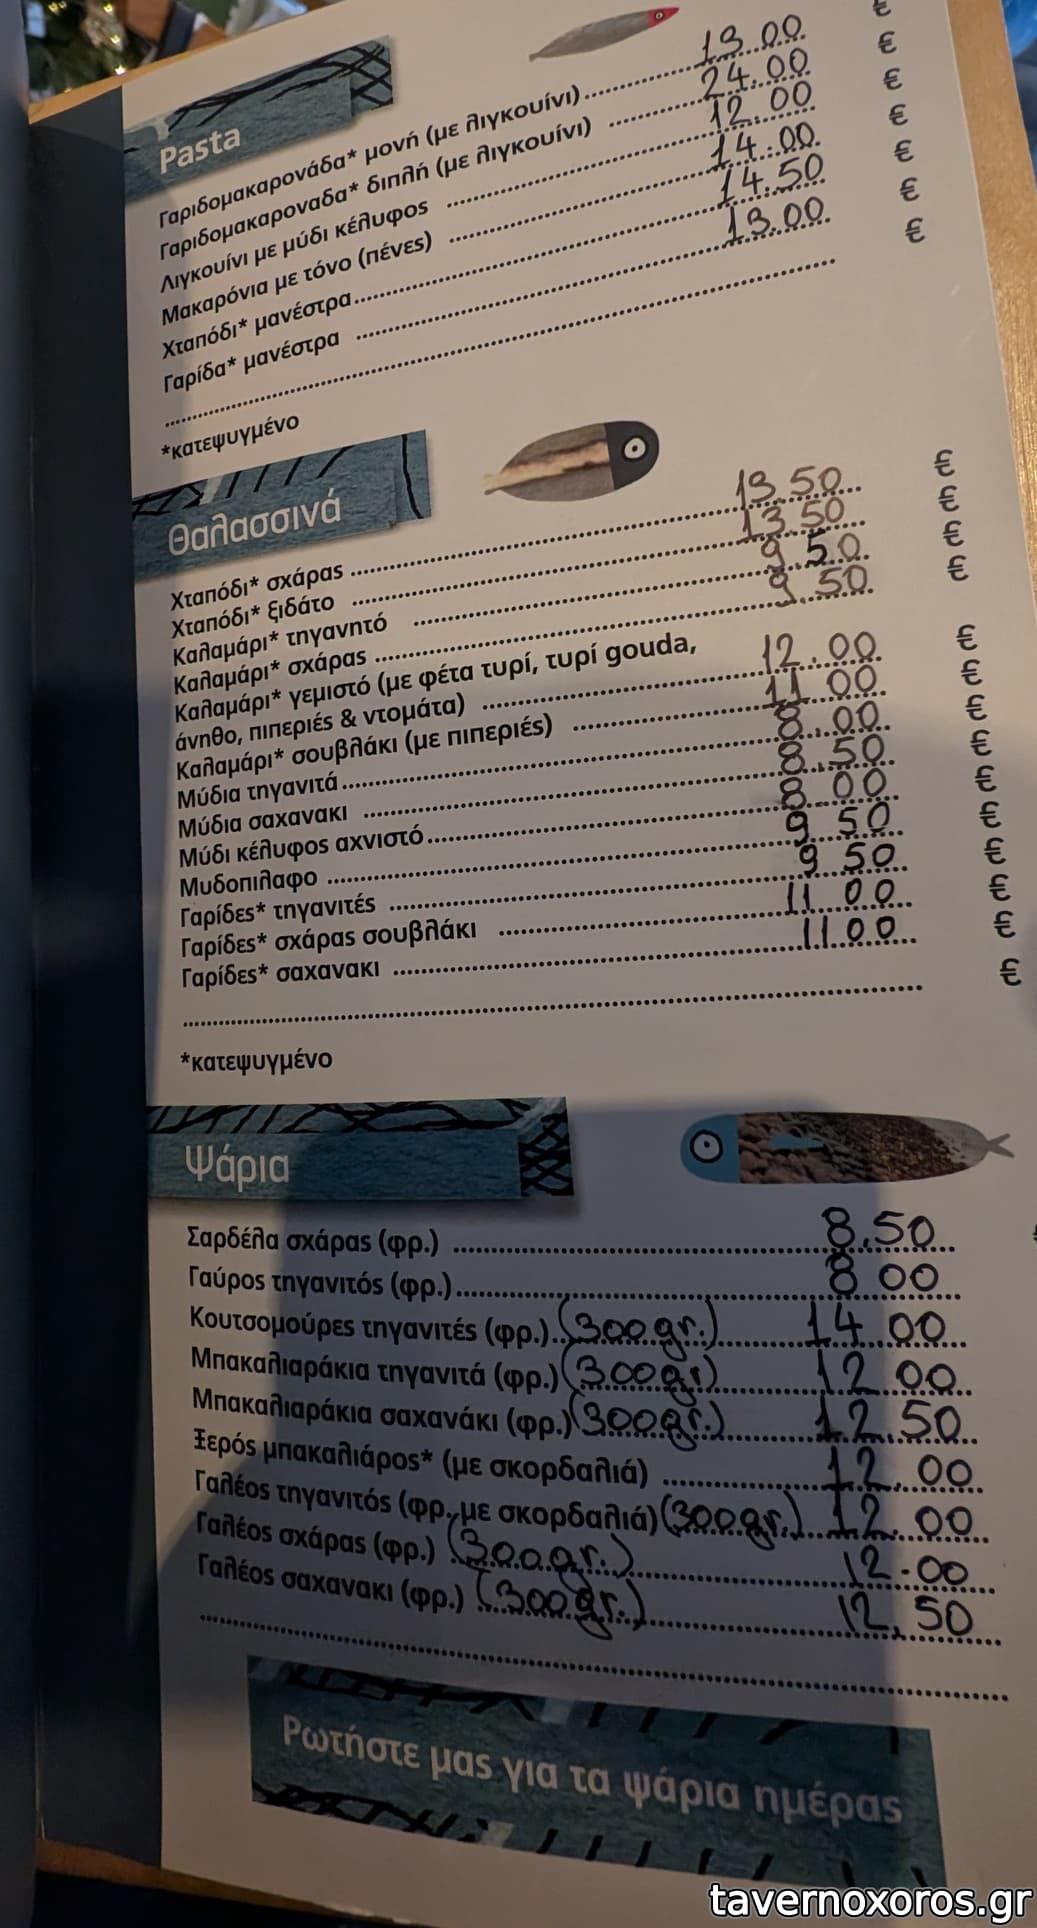 Pasta
Γαριδομακαρονάδα* μονή (με λιγκουίνι) 13.00 €
Γαριδομακαροναδα* διπλή (με λιγκουίνι) 24.00 €
Λιγκουίνι με μύδι κέλυφος 12.00 €
Μακαρόνια με τόνο (πένες) 14.00 €
Χταπόδι* μανέστρα 14.50 €
Γαρίδα* μανέστρα 13.00 €
€
*κατεψυγμένο
Θαλασσινά
Χταπόδι* σχάρας 13.50 €
Χταπόδι* ξιδάτο 13.50 €
Καλαμάρι* τηγανητό 9.50 €
Καλαμάρι* σχάρας 9.50 €
Καλαμάρι* γεμιστό (με φέτα τυρί, τυρί gouda,
άνηθο, πιπεριές & ντομάτα) 12.00 €
Καλαμάρι* σουβλάκι (με πιπεριές) 11.00 €
Μύδια τηγανιτά 8.00 €
Μύδια σαχανακι 8.50 €
Μύδι κέλυφος αχνιστό 8.00 €
Μυδοπιλαφο 9.50 €
Γαρίδες* τηγανιτές 9.50 €
Γαρίδες* σχάρας σουβλάκι 11.00 €
Γαρίδες* σαχανακι 11.00 €
€
*κατεψυγμένο
Ψάρια
Σαρδέλα σχάρας (φρ.) 8.50
Γαύρος τηγανιτός (φρ.) 8.00
Κουτσομούρες τηγανιτές (φρ.) (300gr.) 14.00
Μπακαλιαράκια τηγανιτά (φρ.) (300gr) 12.00
Μπακαλιαράκια σαχανάκι (φρ.) (300gr.) 12.50
Ξερός μπακαλιάρος* (με σκορδαλιά) 12.00
Γαλέος τηγανιτός (φρ., με σκορδαλιά) (300gr.) 12.00
Γαλέος σχάρας (φρ.) (300gr.) 12.00
Γαλέος σαχανακι (φρ.) (300gr.) 12.50
Ρωτήστε μας για τα ψάρια ημέρας
tavernoxoros.gr